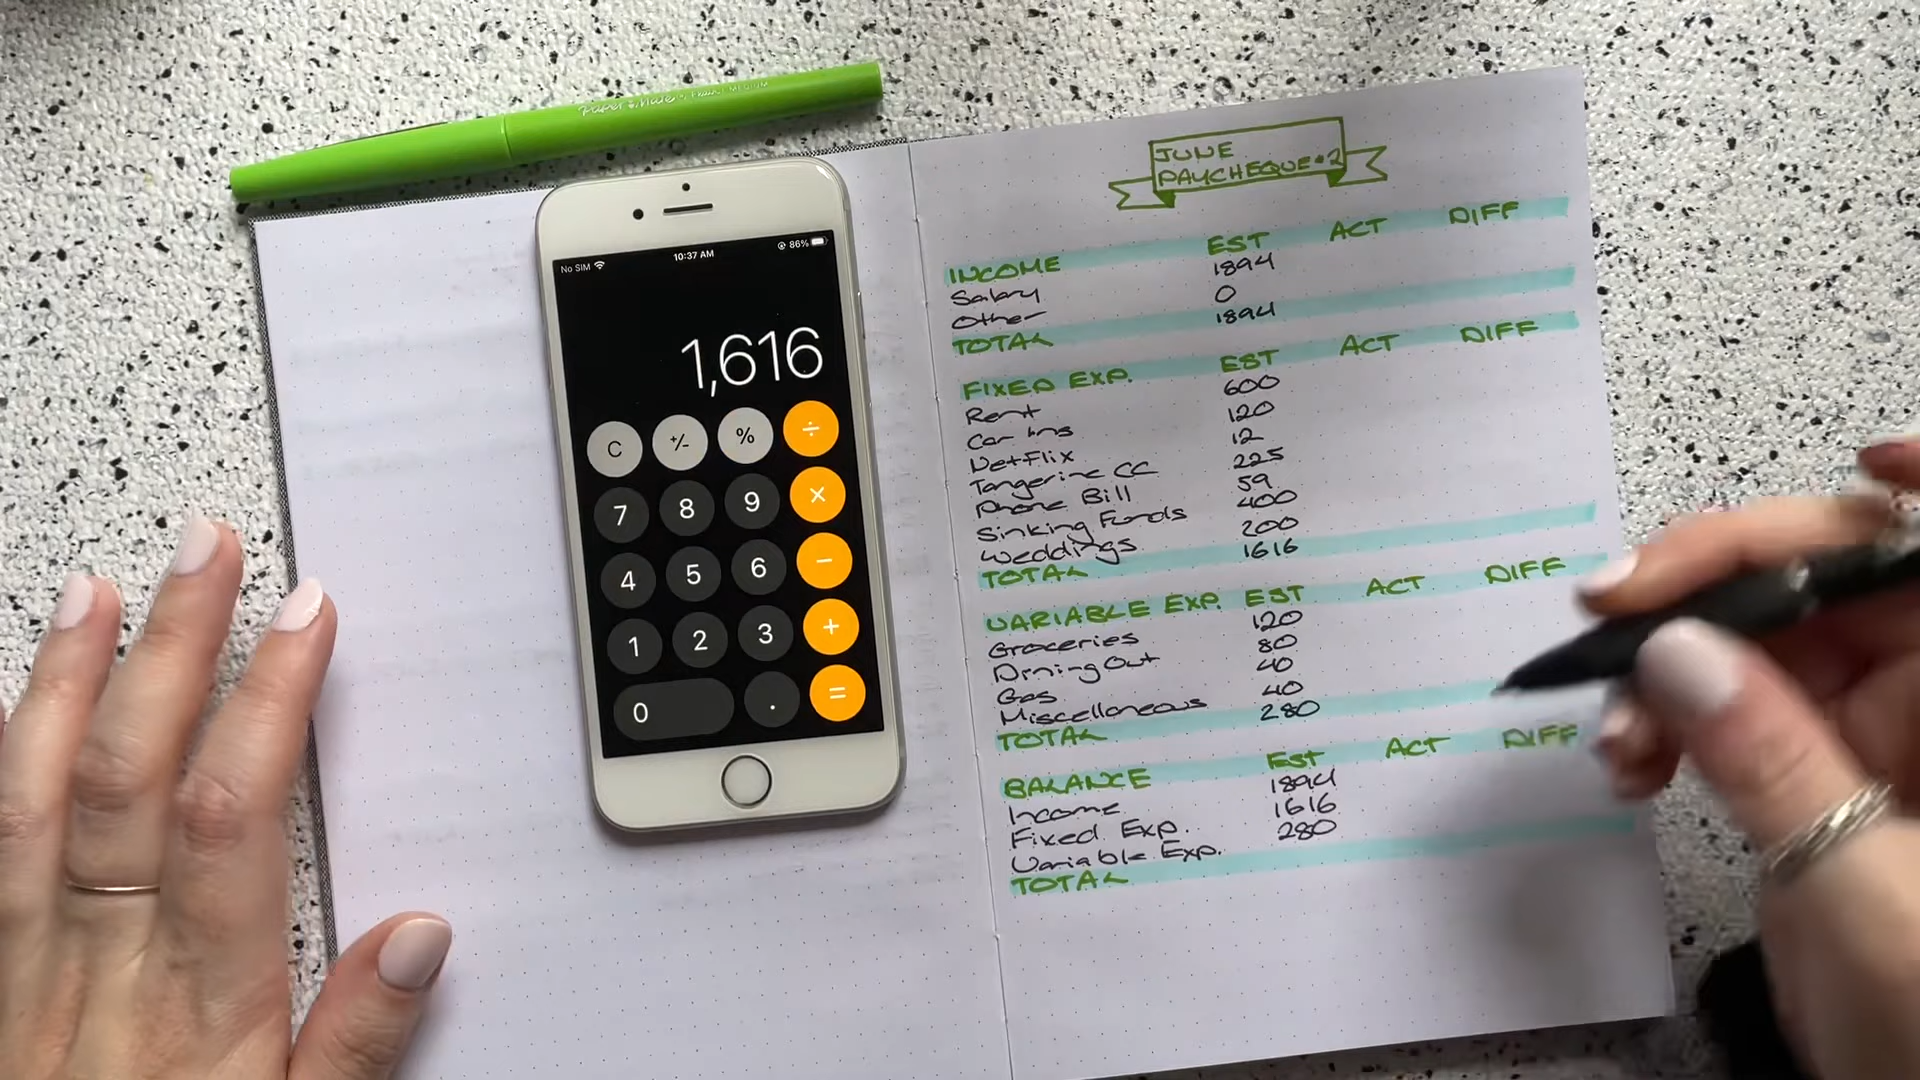 Paper Mate
No SIM 10:37 AM 86%
1,616
C +/- % ÷
7 8 9 ×
4 5 6 −
1 2 3 +
0 . =
JUNE
PAYCHEQUE #2
INCOME EST ACT DIFF
Salary 1894
Other 0
TOTAL 1894
FIXED EXP. EST ACT DIFF
Rent 600
Car Ins 120
Netflix 12
Tangerine CC 225
Phone Bill 59
Sinking Funds 400
Weddings 200
TOTAL 1616
VARIABLE EXP. EST ACT DIFF
Groceries 120
Dining Out 80
Gas 40
Miscellaneous 40
TOTAL 280
BALANCE EST ACT DIFF
Income 1894
Fixed Exp. 1616
Variable Exp. 280
TOTAL